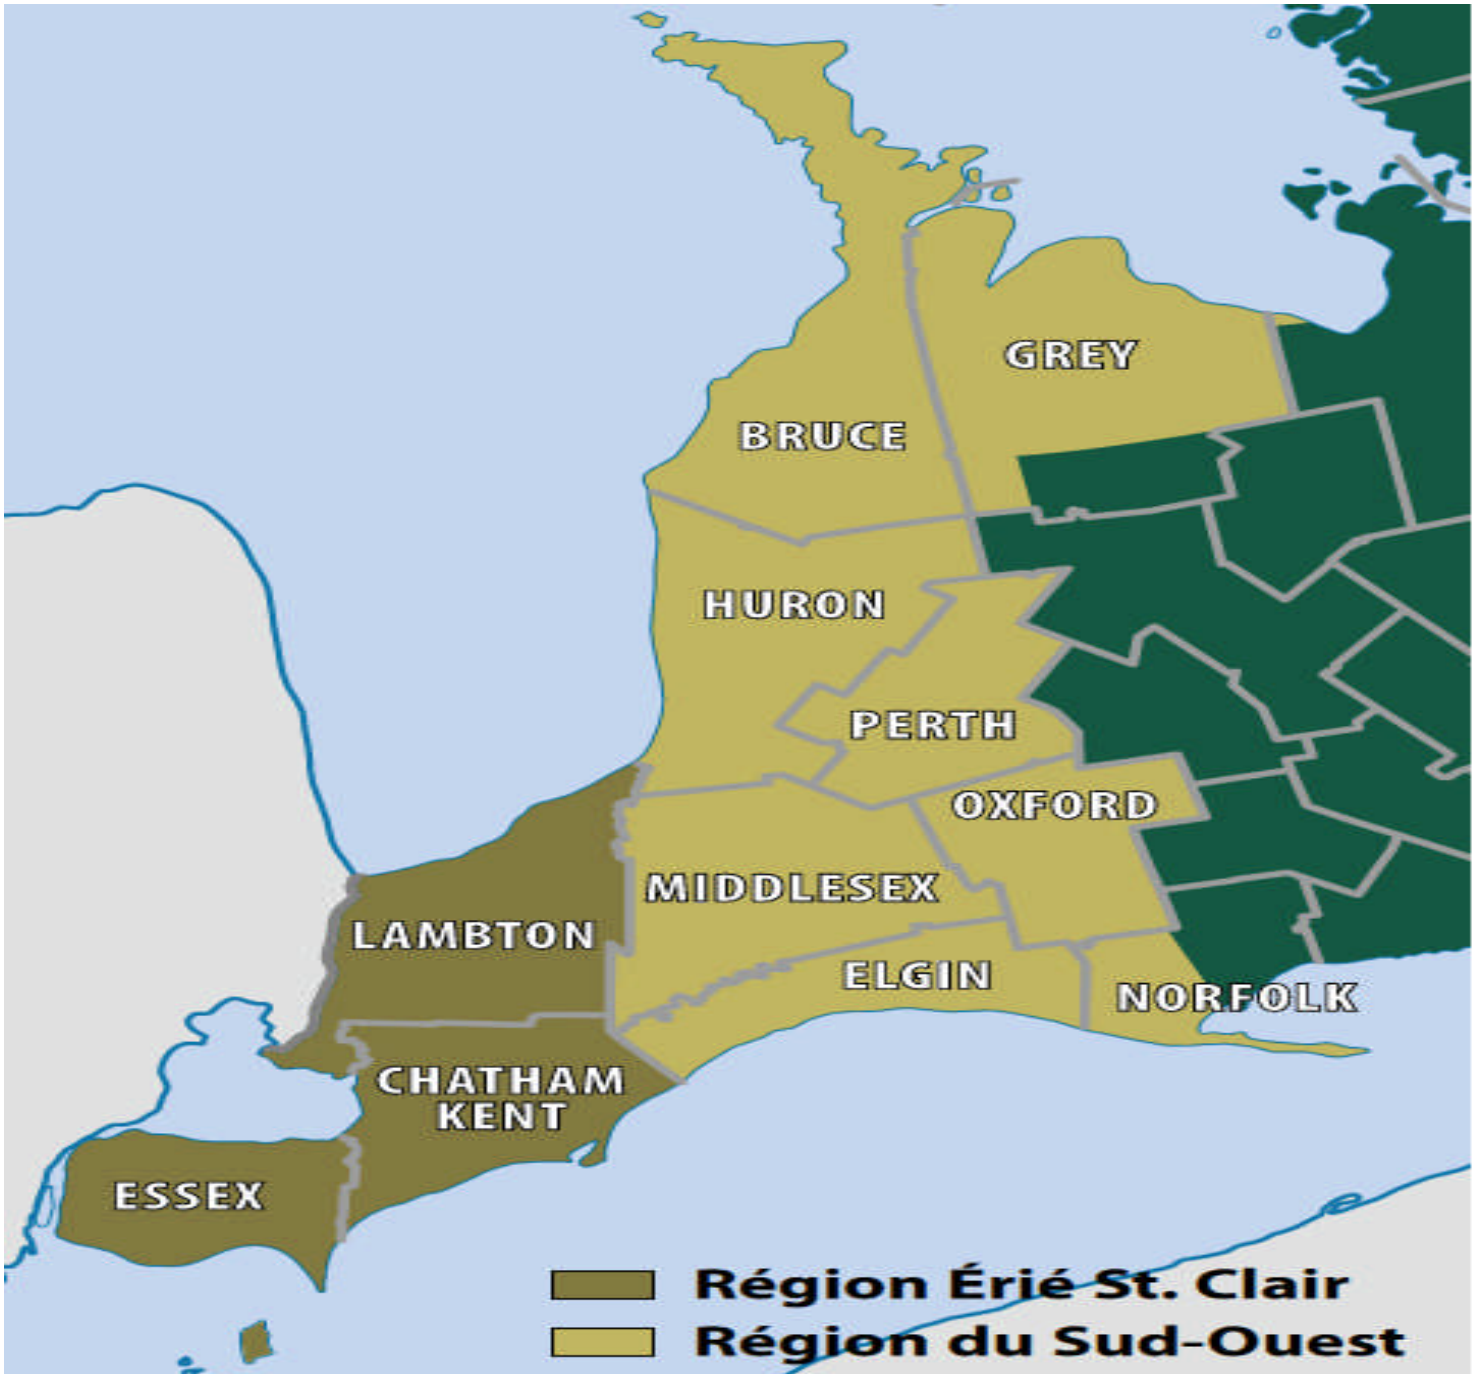 GREY
BRUCE
HURON
PERTH
OXFORD
MIDDLESEX
LAMBTON
ELGIN
NORFOLK
CHATHAM
KENT
ESSEX
Région Érié St. Clair
Région du Sud-Ouest